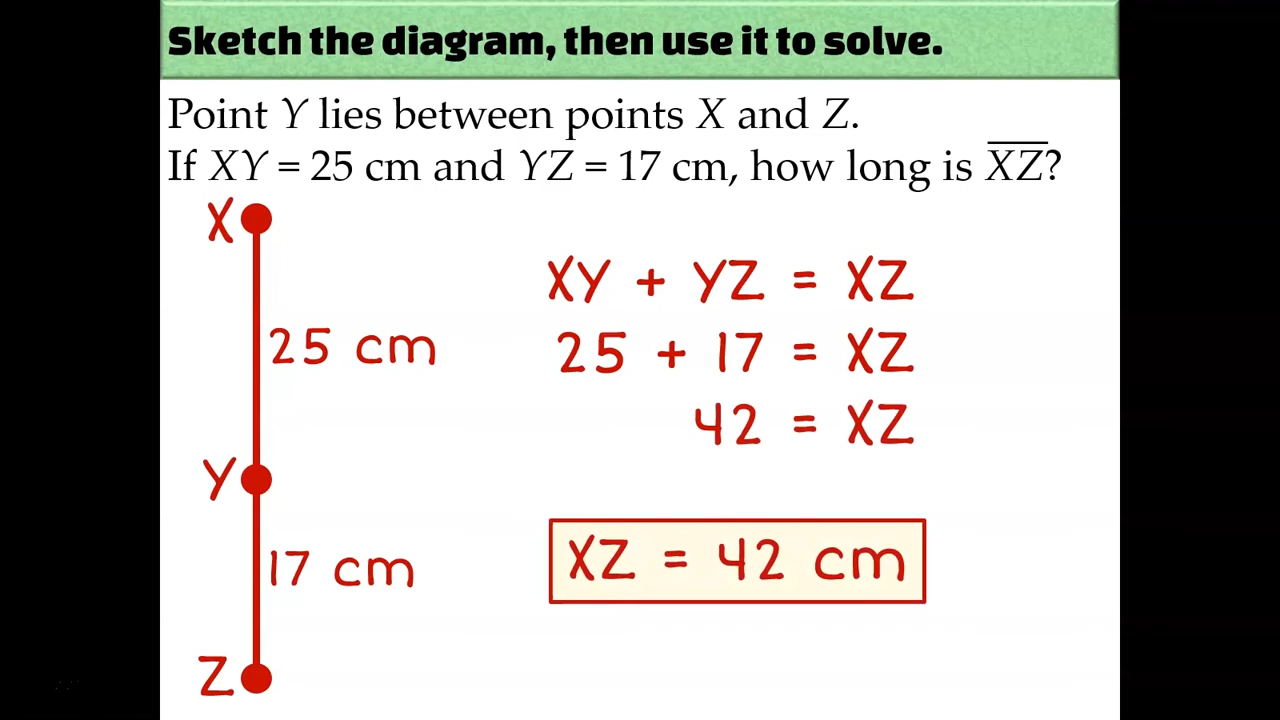 Sketch the diagram, then use it to solve.
Point Y lies between points X and Z.
If XY = 25 cm and YZ = 17 cm, how long is X̅Z̅?
X
25 cm
Y
17 cm
Z
XY + YZ = XZ
25 + 17 = XZ
42 = XZ
XZ = 42 cm